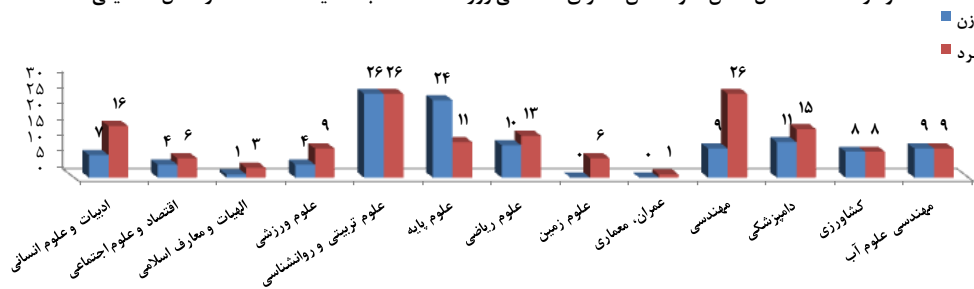 زن
۳۰
۲۵
۲۰
۱۵
۱۰
۵
۰
۷ ۱۶
۴ ۶
۱ ۳
۴ ۹
۲۶ ۲۶
۲۴ ۱۱
۱۰ ۱۳
۰ ۶
۰ ۱
۹ ۲۶
۱۱ ۱۵
۸ ۸
۹ ۹
ادبیات و علوم انسانی
اقتصاد و علوم اجتماعی
الهیات و معارف اسلامی
علوم ورزشی
علوم تربیتی و روانشناسی
علوم پایه
علوم ریاضی
علوم زمین
عمران، معماری
مهندسی
دامپزشکی
کشاورزی
مهندسی علوم آب